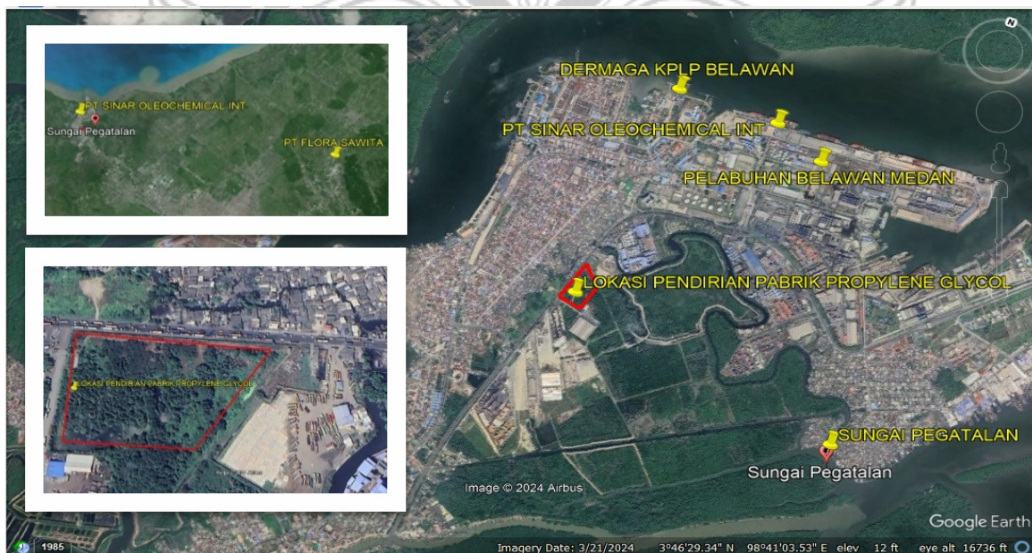 PT SINAR OLEOCHEMICAL INT
Sungai Pegatalan
PT FLORA SAWITA
LOKASI PENDIRIAN PABRIK PROPYLENE GLYCOL
DERMAGA KPLP BELAWAN
PT SINAR OLEOCHEMICAL INT
PELABUHAN BELAWAN MEDAN
LOKASI PENDIRIAN PABRIK PROPYLENE GLYCOL
SUNGAI PEGATALAN
Sungai Pegatalan
Image © 2024 Airbus
Google Earth
1985
Imagery Date: 3/21/2024 3°46'29.34" N 98°41'03.53" E elev 12 ft eye alt 16736 ft
N